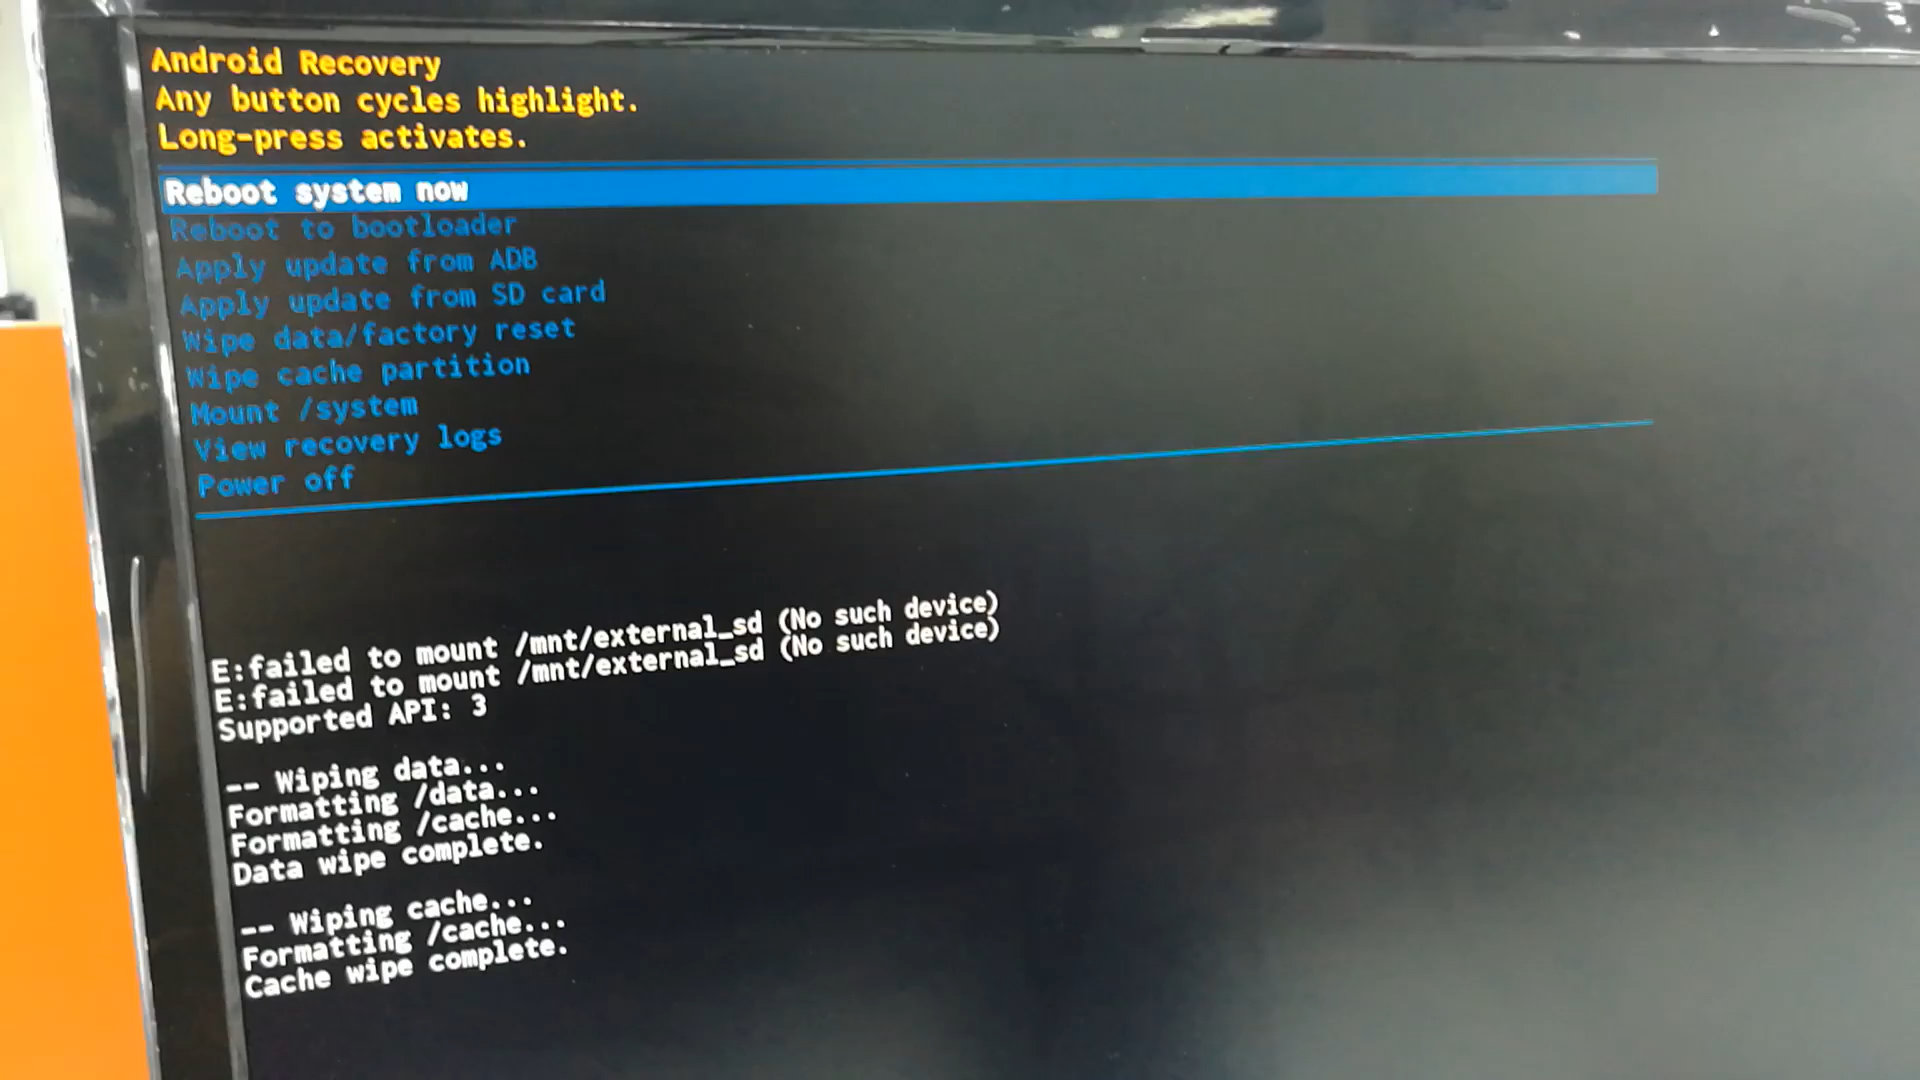 Android Recovery
Any button cycles highlight.
Long-press activates.
Reboot system now
Reboot to bootloader
Apply update from ADB
Apply update from SD card
Wipe data/factory reset
Wipe cache partition
Mount /system
View recovery logs
Power off
E:failed to mount /mnt/external_sd (No such device)
E:failed to mount /mnt/external_sd (No such device)
Supported API: 3
-- Wiping data...
Formatting /data...
Formatting /cache...
Data wipe complete.
-- Wiping cache...
Formatting /cache...
Cache wipe complete.